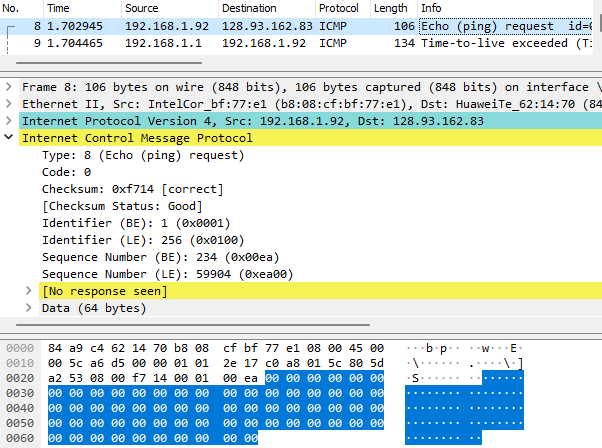 No. Time Source Destination Protocol Length Info
8 1.702945 192.168.1.92 128.93.162.83 ICMP 106 Echo (ping) request id=0
9 1.704465 192.168.1.1 192.168.1.92 ICMP 134 Time-to-live exceeded (Ti
Frame 8: 106 bytes on wire (848 bits), 106 bytes captured (848 bits) on interface \
Ethernet II, Src: IntelCor_bf:77:e1 (b8:08:cf:bf:77:e1), Dst: HuaweiTe_62:14:70 (84
Internet Protocol Version 4, Src: 192.168.1.92, Dst: 128.93.162.83
Internet Control Message Protocol
Type: 8 (Echo (ping) request)
Code: 0
Checksum: 0xf714 [correct]
[Checksum Status: Good]
Identifier (BE): 1 (0x0001)
Identifier (LE): 256 (0x0100)
Sequence Number (BE): 234 (0x00ea)
Sequence Number (LE): 59904 (0xea00)
[No response seen]
Data (64 bytes)
0000 84 a9 c4 62 14 70 b8 08 cf bf 77 e1 08 00 45 00 ···b·p·· ··w···E·
0010 00 5c a6 d5 00 00 01 01 2e 17 c0 a8 01 5c 80 5d ·\······ .····\·]
0020 a2 53 08 00 f7 14 00 01 00 ea 00 00 00 00 00 00 ·S······ ········
0030 00 00 00 00 00 00 00 00 00 00 00 00 00 00 00 00 ········ ········
0040 00 00 00 00 00 00 00 00 00 00 00 00 00 00 00 00 ········ ········
0050 00 00 00 00 00 00 00 00 00 00 00 00 00 00 00 00 ········ ········
0060 00 00 00 00 00 00 00 00 00 00 ········ ··